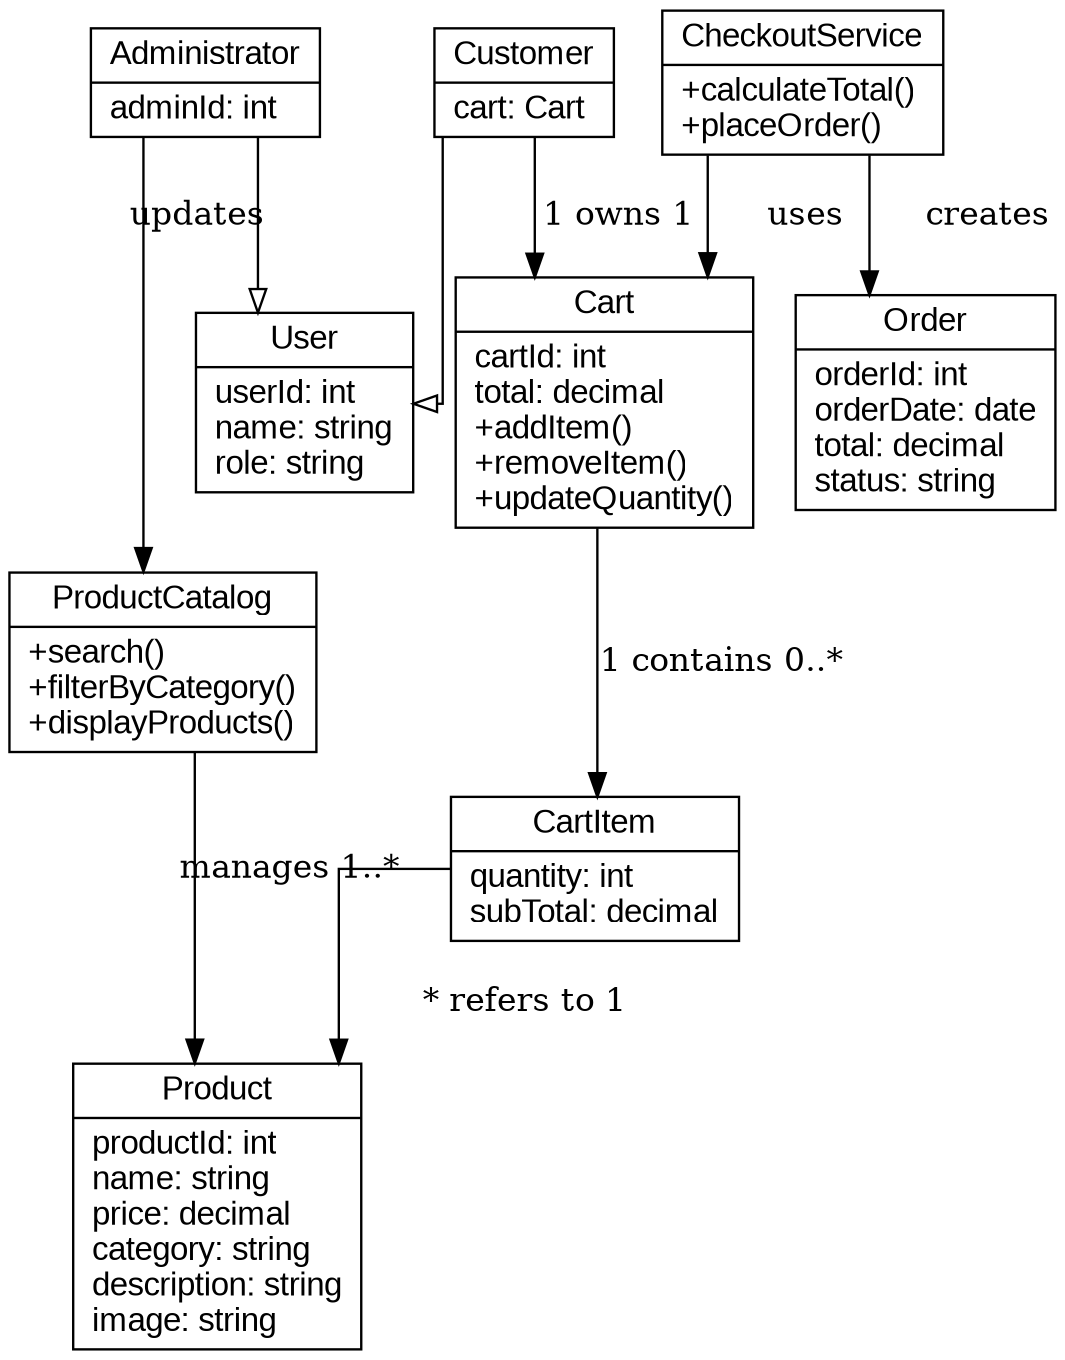 Administrator
adminId: int
Customer
cart: Cart
CheckoutService
+calculateTotal()
+placeOrder()
updates
1 owns 1
uses
creates
User
userId: int
name: string
role: string
Cart
cartId: int
total: decimal
+addItem()
+removeItem()
+updateQuantity()
Order
orderId: int
orderDate: date
total: decimal
status: string
ProductCatalog
+search()
+filterByCategory()
+displayProducts()
1 contains 0..*
CartItem
quantity: int
subTotal: decimal
manages 1..*
* refers to 1
Product
productId: int
name: string
price: decimal
category: string
description: string
image: string